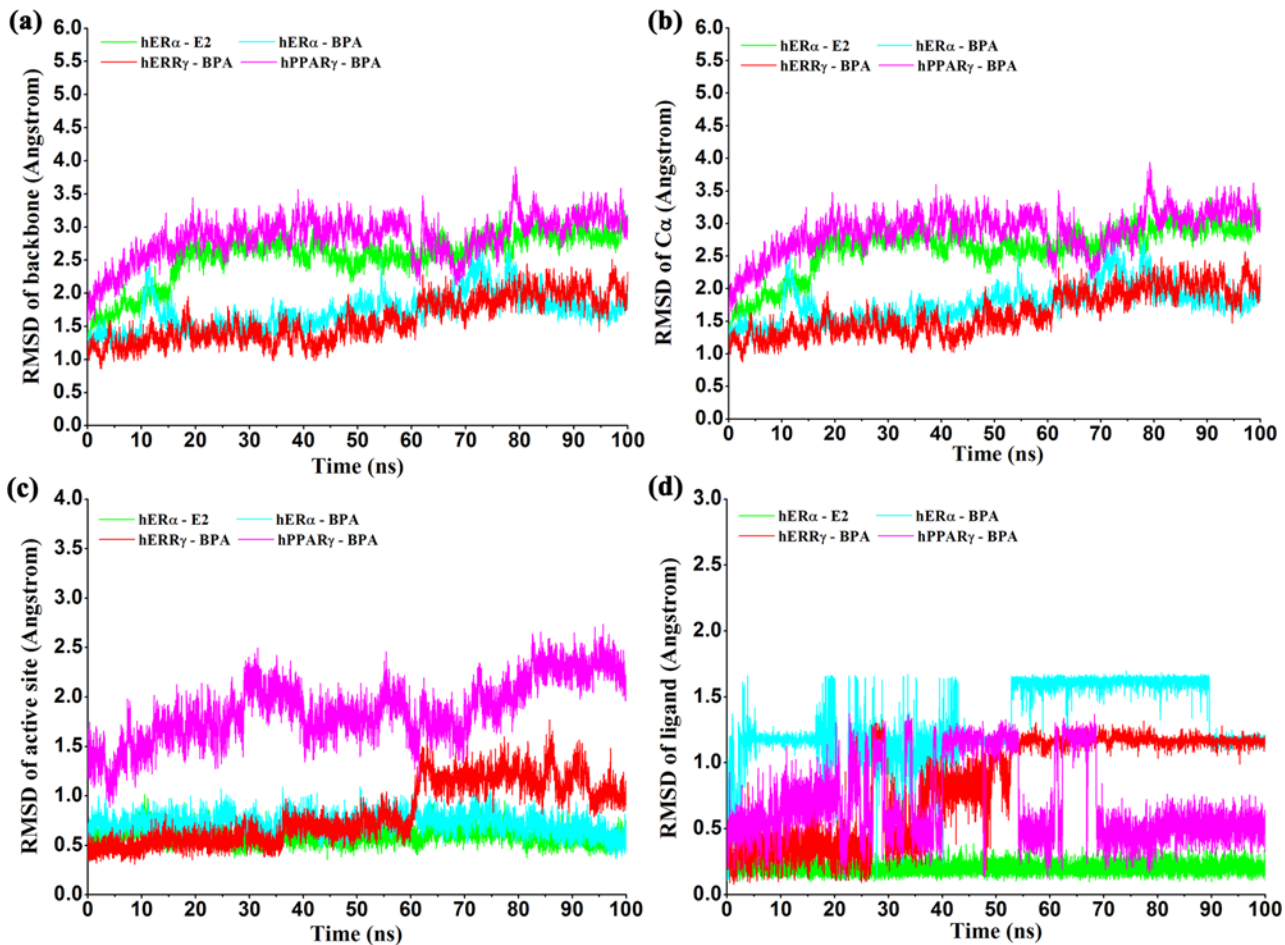 (a)
hERα - E2 hERα - BPA
hERRγ - BPA hPPARγ - BPA
RMSD of backbone (Angstrom)
6.0
5.5
5.0
4.5
4.0
3.5
3.0
2.5
2.0
1.5
1.0
0.5
0.0
0 10 20 30 40 50 60 70 80 90 100
Time (ns)
(b)
hERα - E2 hERα - BPA
hERRγ - BPA hPPARγ - BPA
RMSD of Cα (Angstrom)
6.0
5.5
5.0
4.5
4.0
3.5
3.0
2.5
2.0
1.5
1.0
0.5
0.0
0 10 20 30 40 50 60 70 80 90 100
Time (ns)
(c)
hERα - E2 hERα - BPA
hERRγ - BPA hPPARγ - BPA
RMSD of active site (Angstrom)
4.0
3.5
3.0
2.5
2.0
1.5
1.0
0.5
0.0
0 10 20 30 40 50 60 70 80 90 100
Time (ns)
(d)
hERα - E2 hERα - BPA
hERRγ - BPA hPPARγ - BPA
RMSD of ligand (Angstrom)
3.0
2.5
2.0
1.5
1.0
0.5
0.0
0 10 20 30 40 50 60 70 80 90 100
Time (ns)